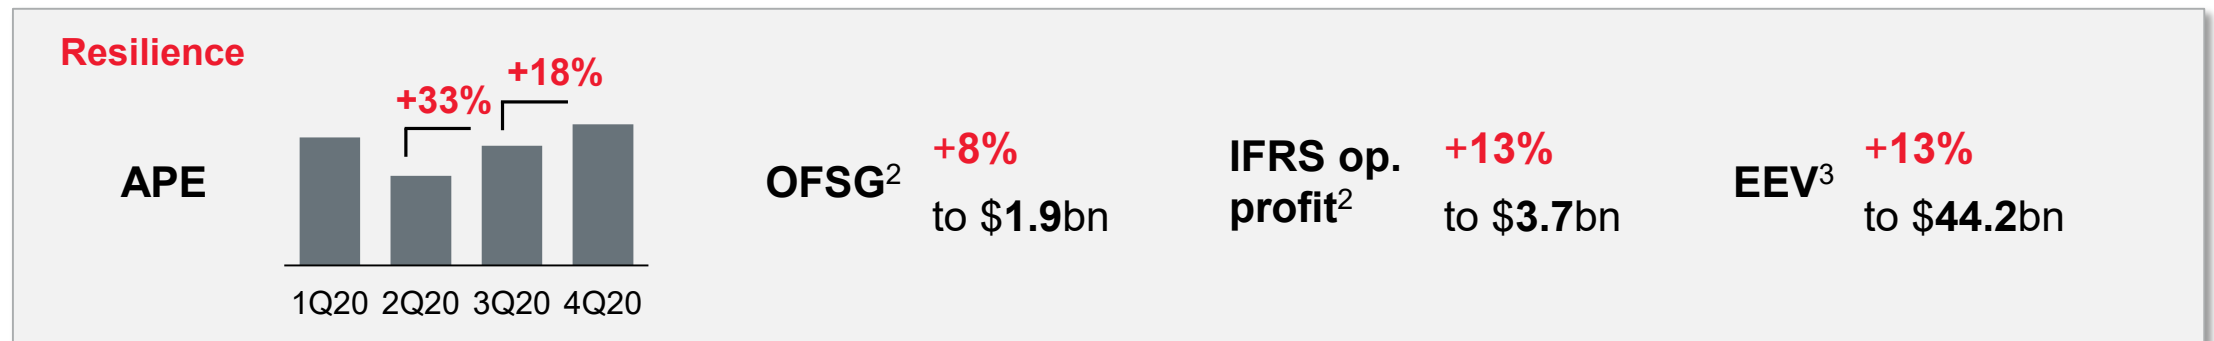 Resilience
+18%
+33%
APE
1Q20 2Q20 3Q20 4Q20
OFSG2
+8%
to $1.9bn
IFRS op.
profit2
+13%
to $3.7bn
EEV3
+13%
to $44.2bn